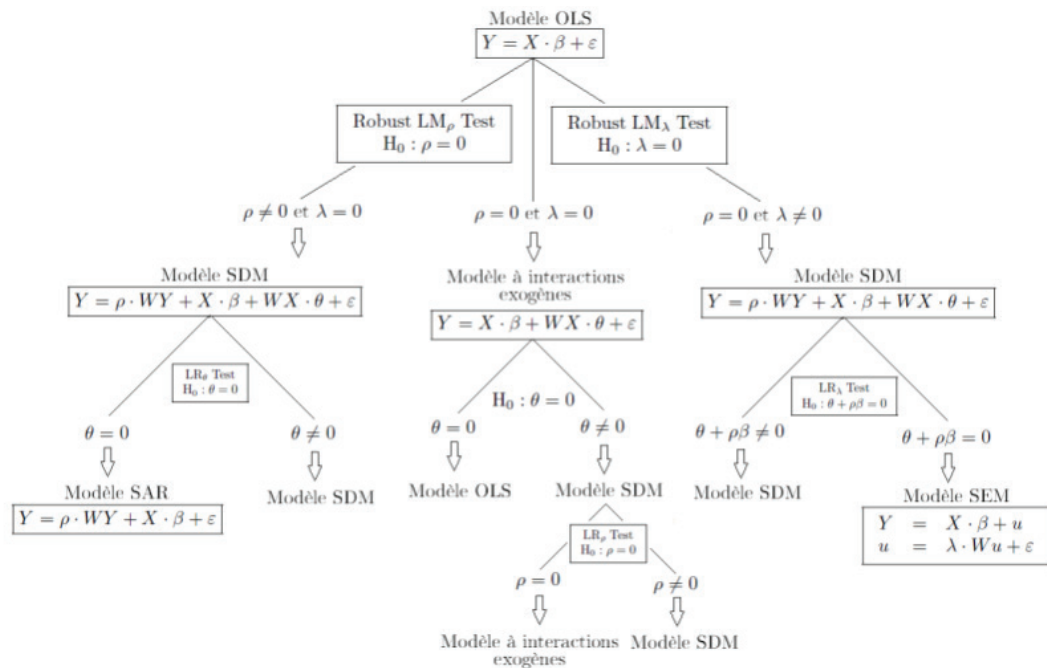 Modèle OLS
Y = X · β + ε
Robust LMρ Test
H₀ : ρ = 0
Robust LMλ Test
H₀ : λ = 0
ρ ≠ 0 et λ = 0
ρ = 0 et λ = 0
ρ = 0 et λ ≠ 0
Modèle SDM
Y = ρ · WY + X · β + WX · θ + ε
Modèle à interactions
exogènes
Y = X · β + WX · θ + ε
Modèle SDM
Y = ρ · WY + X · β + WX · θ + ε
LRθ Test
H₀ : θ = 0
H₀ : θ = 0
LRλ Test
H₀ : θ + ρβ = 0
θ = 0
θ ≠ 0
θ = 0
θ ≠ 0
θ + ρβ ≠ 0
θ + ρβ = 0
Modèle SAR
Y = ρ · WY + X · β + ε
Modèle SDM
Modèle OLS
Modèle SDM
Modèle SDM
Modèle SEM
Y = X · β + u
u = λ · Wu + ε
LRρ Test
H₀ : ρ = 0
ρ = 0
ρ ≠ 0
Modèle à interactions
exogènes
Modèle SDM